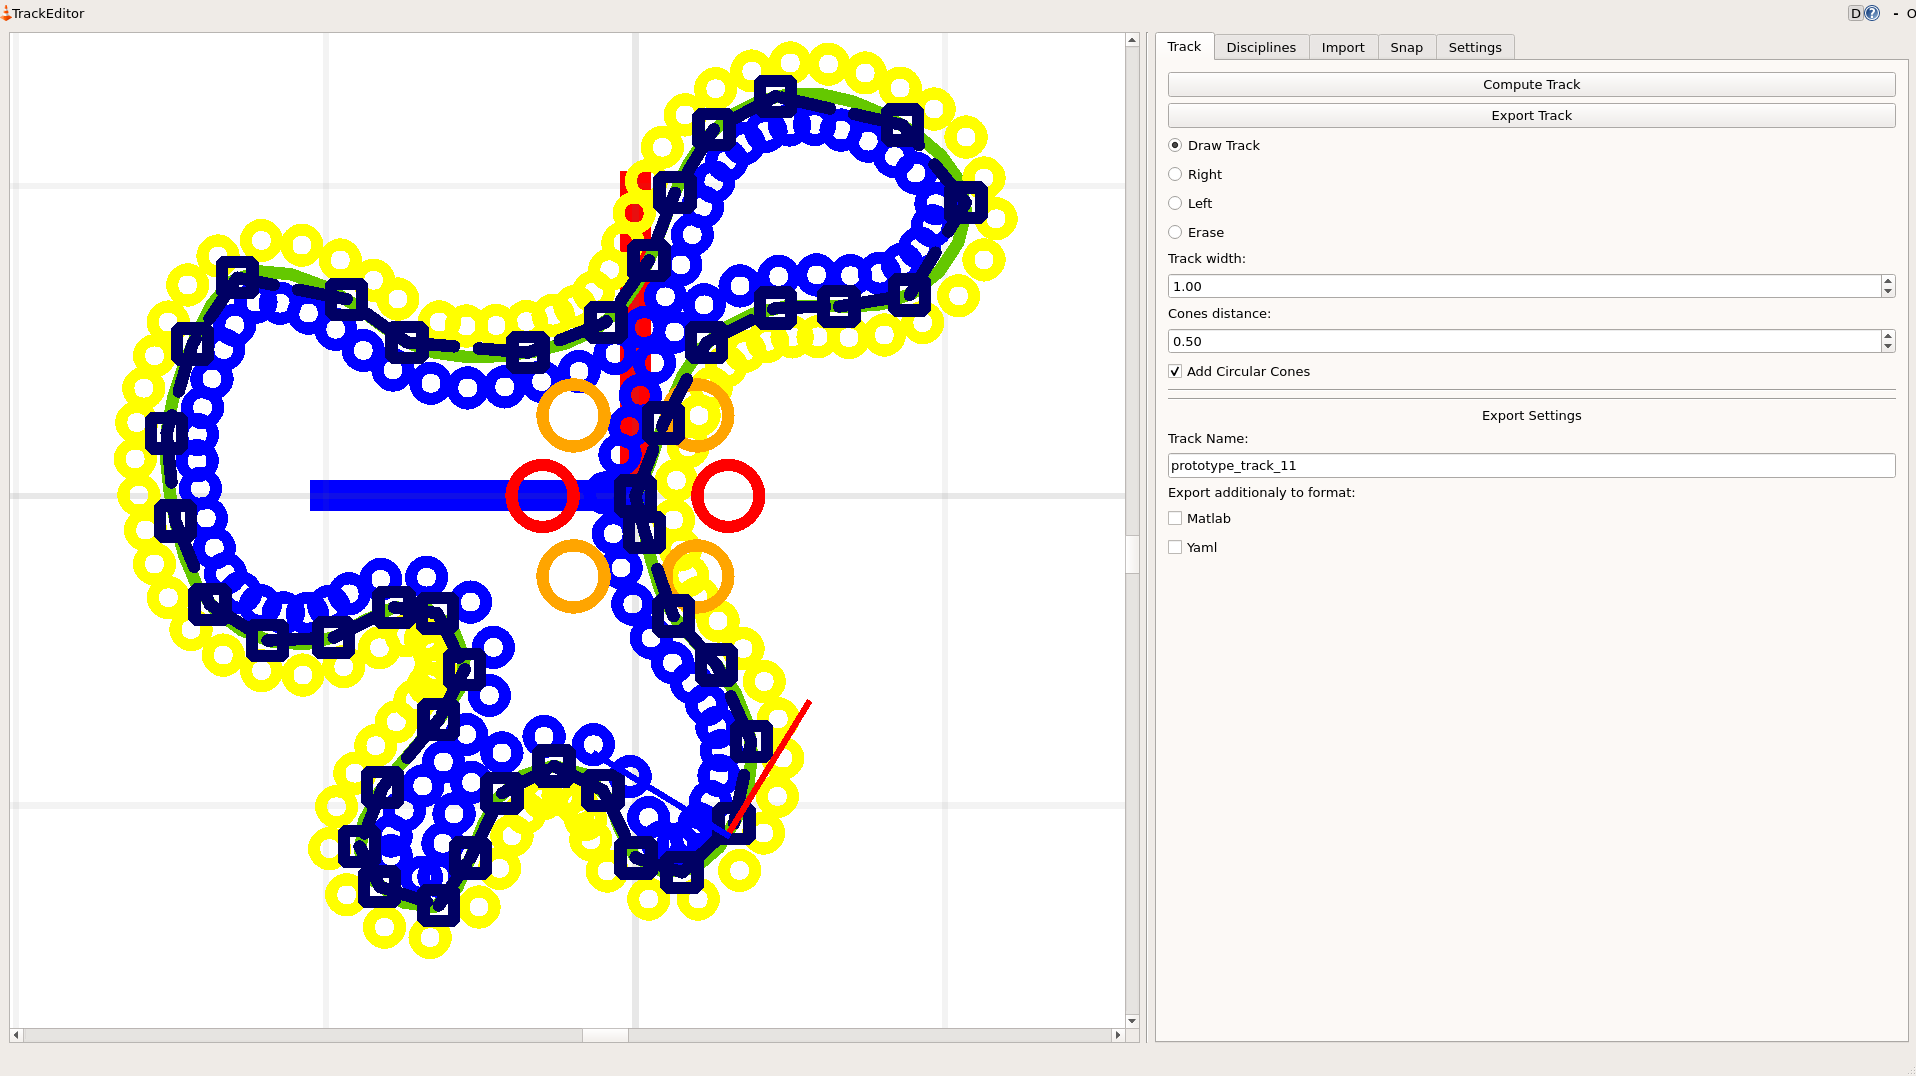 TrackEditor
D ? - O
Track Disciplines Import Snap Settings
Compute Track
Export Track
Draw Track
Right
Left
Erase
Track width:
1.00
Cones distance:
0.50
Add Circular Cones
Export Settings
Track Name:
prototype_track_11
Export additionaly to format:
Matlab
Yaml